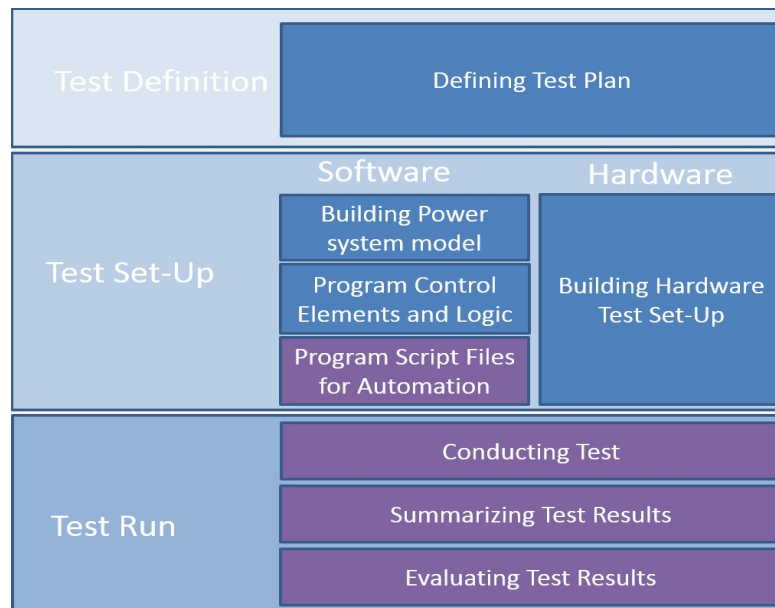 Test Definition
Defining Test Plan
Software
Hardware
Test Set-Up
Building Power
system model
Program Control
Elements and Logic
Program Script Files
for Automation
Building Hardware
Test Set-Up
Test Run
Conducting Test
Summarizing Test Results
Evaluating Test Results